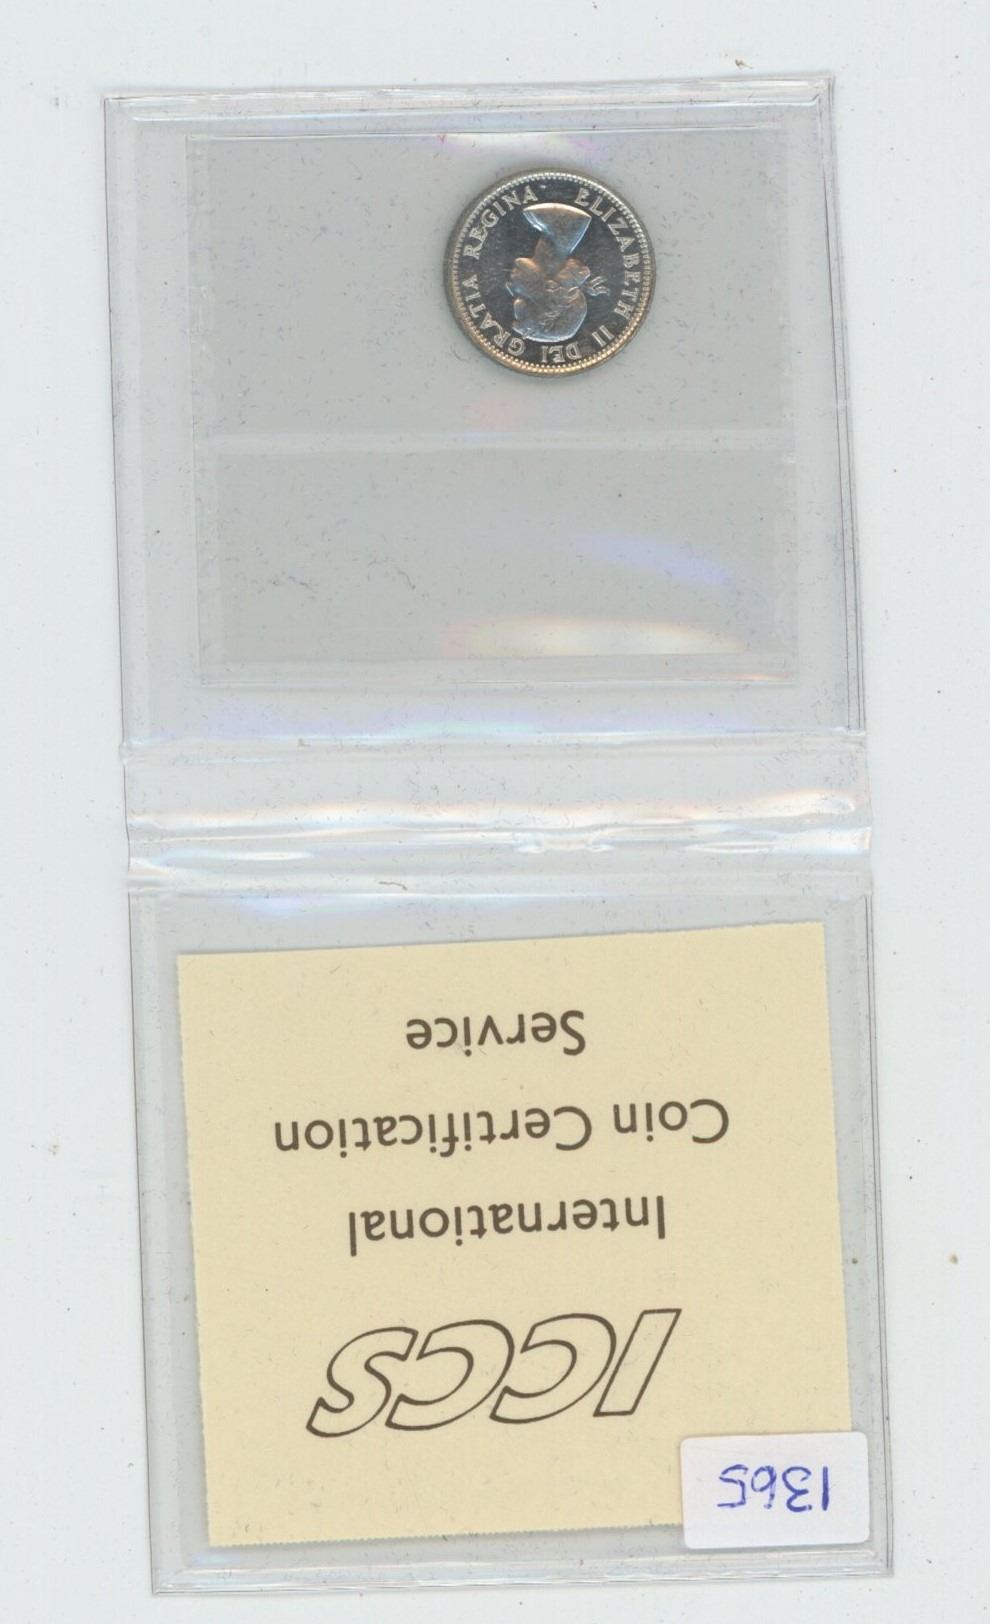 ELIZABETH II DEI GRATIA REGINA
1365
ICCS
International
Coin Certification
Service